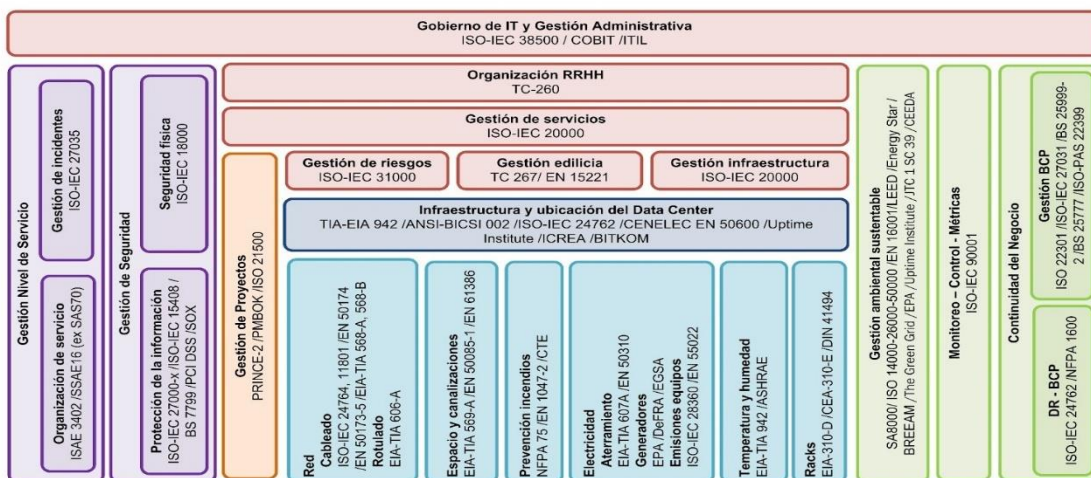 Gobierno de IT y Gestión Administrativa
ISO-IEC 38500 / COBIT /ITIL
Gestión Nivel de Servicio
Gestión de incidentes
ISO-IEC 27035
Organización de servicio
ISAE 3402 /SSAE16 (ex SAS70)
Gestión de Seguridad
Seguridad física
ISO-IEC 18000
Protección de la información
ISO-IEC 27000-x /ISO-IEC 15408 /
BS 7799 /PCI DSS /SOX
Organización RRHH
TC-260
Gestión de servicios
ISO-IEC 20000
Gestión de Proyectos
PRINCE-2 /PMBOK /ISO 21500
Gestión de riesgos
ISO-IEC 31000
Gestión edilicia
TC 267/ EN 15221
Gestión infraestructura
ISO-IEC 20000
Infraestructura y ubicación del Data Center
TIA-EIA 942 /ANSI-BICSI 002 /ISO-IEC 24762 /CENELEC EN 50600 /Uptime
Institute /ICREA /BITKOM
Red
Cableado
ISO-IEC 24764, 11801 /EN 50174
/EN 50173-5 /EIA-TIA 568-A, 568-B
Rotulado
EIA-TIA 606-A
Espacio y canalizaciones
EIA-TIA 569-A /EN 50085-1 /EN 61386
Prevención incendios
NFPA 75 /EN 1047-2 /CTE
Electricidad
Aterramiento
EIA-TIA 607A /EN 50310
Generadores
EPA /DeFRA /EGSA
Emisiones equipos
ISO-IEC 28360 /EN 55022
Temperatura y humedad
EIA-TIA 942 /ASHRAE
Racks
EIA-310-D /CEA-310-E /DIN 41494
Gestión ambiental sustentable
SA8000/ ISO 14000-26000-50000 /EN 16001/LEED /Energy Star /
BREEAM /The Green Grid /EPA /Uptime Institute /JTC 1 SC 39 /CEEDA
Monitoreo – Control - Métricas
ISO-IEC 90001
Continuidad del Negocio
Gestión BCP
ISO 22301 /ISO-IEC 27031 /BS 25999-
2 /BS 25777 /ISO-PAS 22399
DR - BCP
ISO-IEC 24762 /NFPA 1600